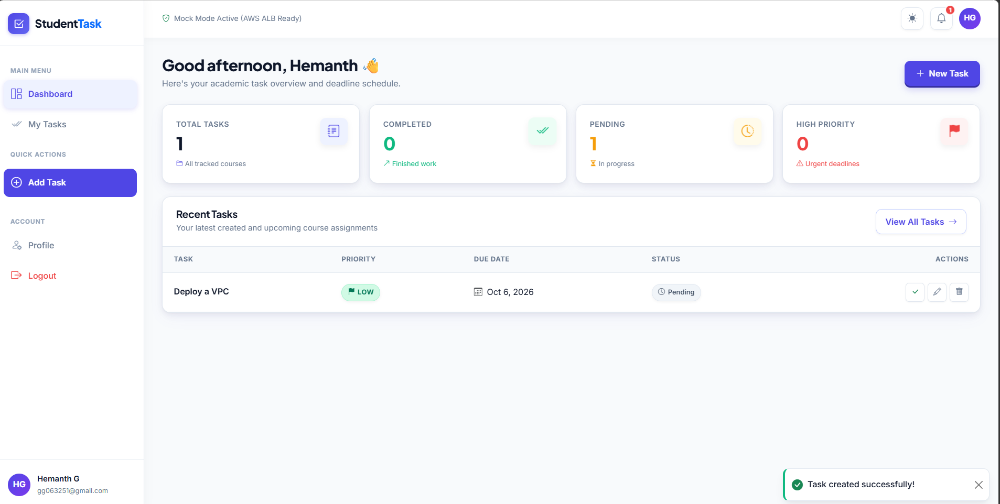 StudentTask
Mock Mode Active (AWS ALB Ready)
1
HG
MAIN MENU
Dashboard
My Tasks
QUICK ACTIONS
Add Task
ACCOUNT
Profile
Logout
Hemanth G
HG
gg063251@gmail.com
Good afternoon, Hemanth 👋
Here's your academic task overview and deadline schedule.
+ New Task
TOTAL TASKS
1
All tracked courses
COMPLETED
0
Finished work
PENDING
1
In progress
HIGH PRIORITY
0
Urgent deadlines
Recent Tasks
Your latest created and upcoming course assignments
View All Tasks →
TASK PRIORITY DUE DATE STATUS ACTIONS
Deploy a VPC LOW Oct 6, 2026 Pending
Task created successfully!